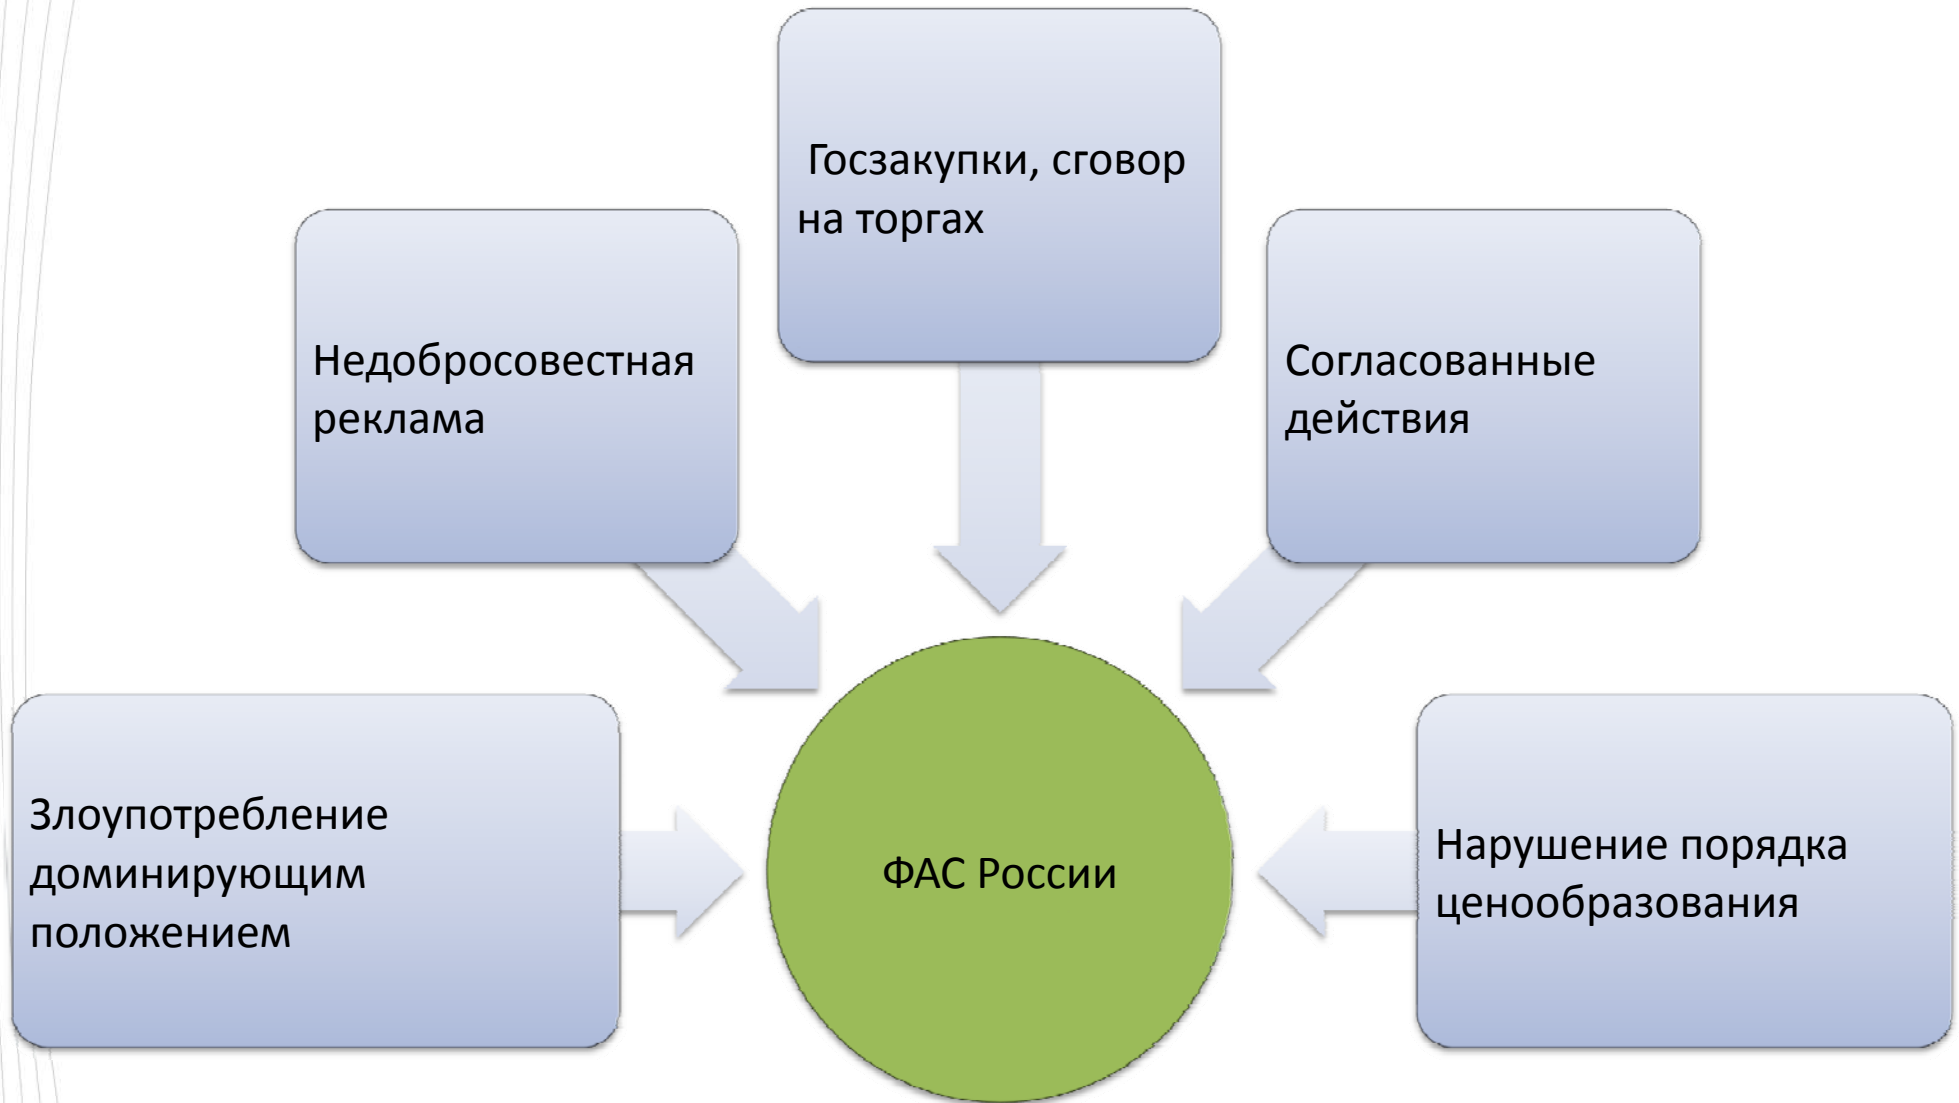 Госзакупки, сговор
на торгах
Недобросовестная
реклама
Согласованные
действия
Злоупотребление
доминирующим
положением
ФАС России
Нарушение порядка
ценообразования